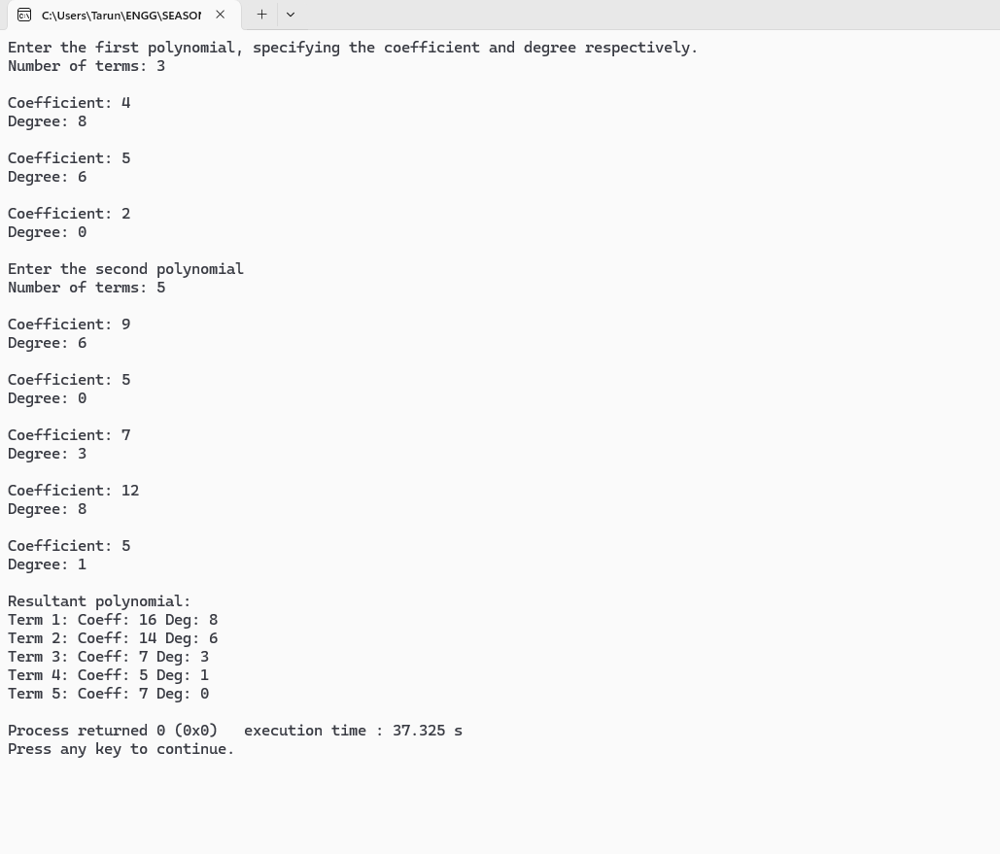 C:\Users\Tarun\ENGG\SEASON
Enter the first polynomial, specifying the coefficient and degree respectively.
Number of terms: 3
Coefficient: 4
Degree: 8
Coefficient: 5
Degree: 6
Coefficient: 2
Degree: 0
Enter the second polynomial
Number of terms: 5
Coefficient: 9
Degree: 6
Coefficient: 5
Degree: 0
Coefficient: 7
Degree: 3
Coefficient: 12
Degree: 8
Coefficient: 5
Degree: 1
Resultant polynomial:
Term 1: Coeff: 16 Deg: 8
Term 2: Coeff: 14 Deg: 6
Term 3: Coeff: 7 Deg: 3
Term 4: Coeff: 5 Deg: 1
Term 5: Coeff: 7 Deg: 0
Process returned 0 (0x0)   execution time : 37.325 s
Press any key to continue.